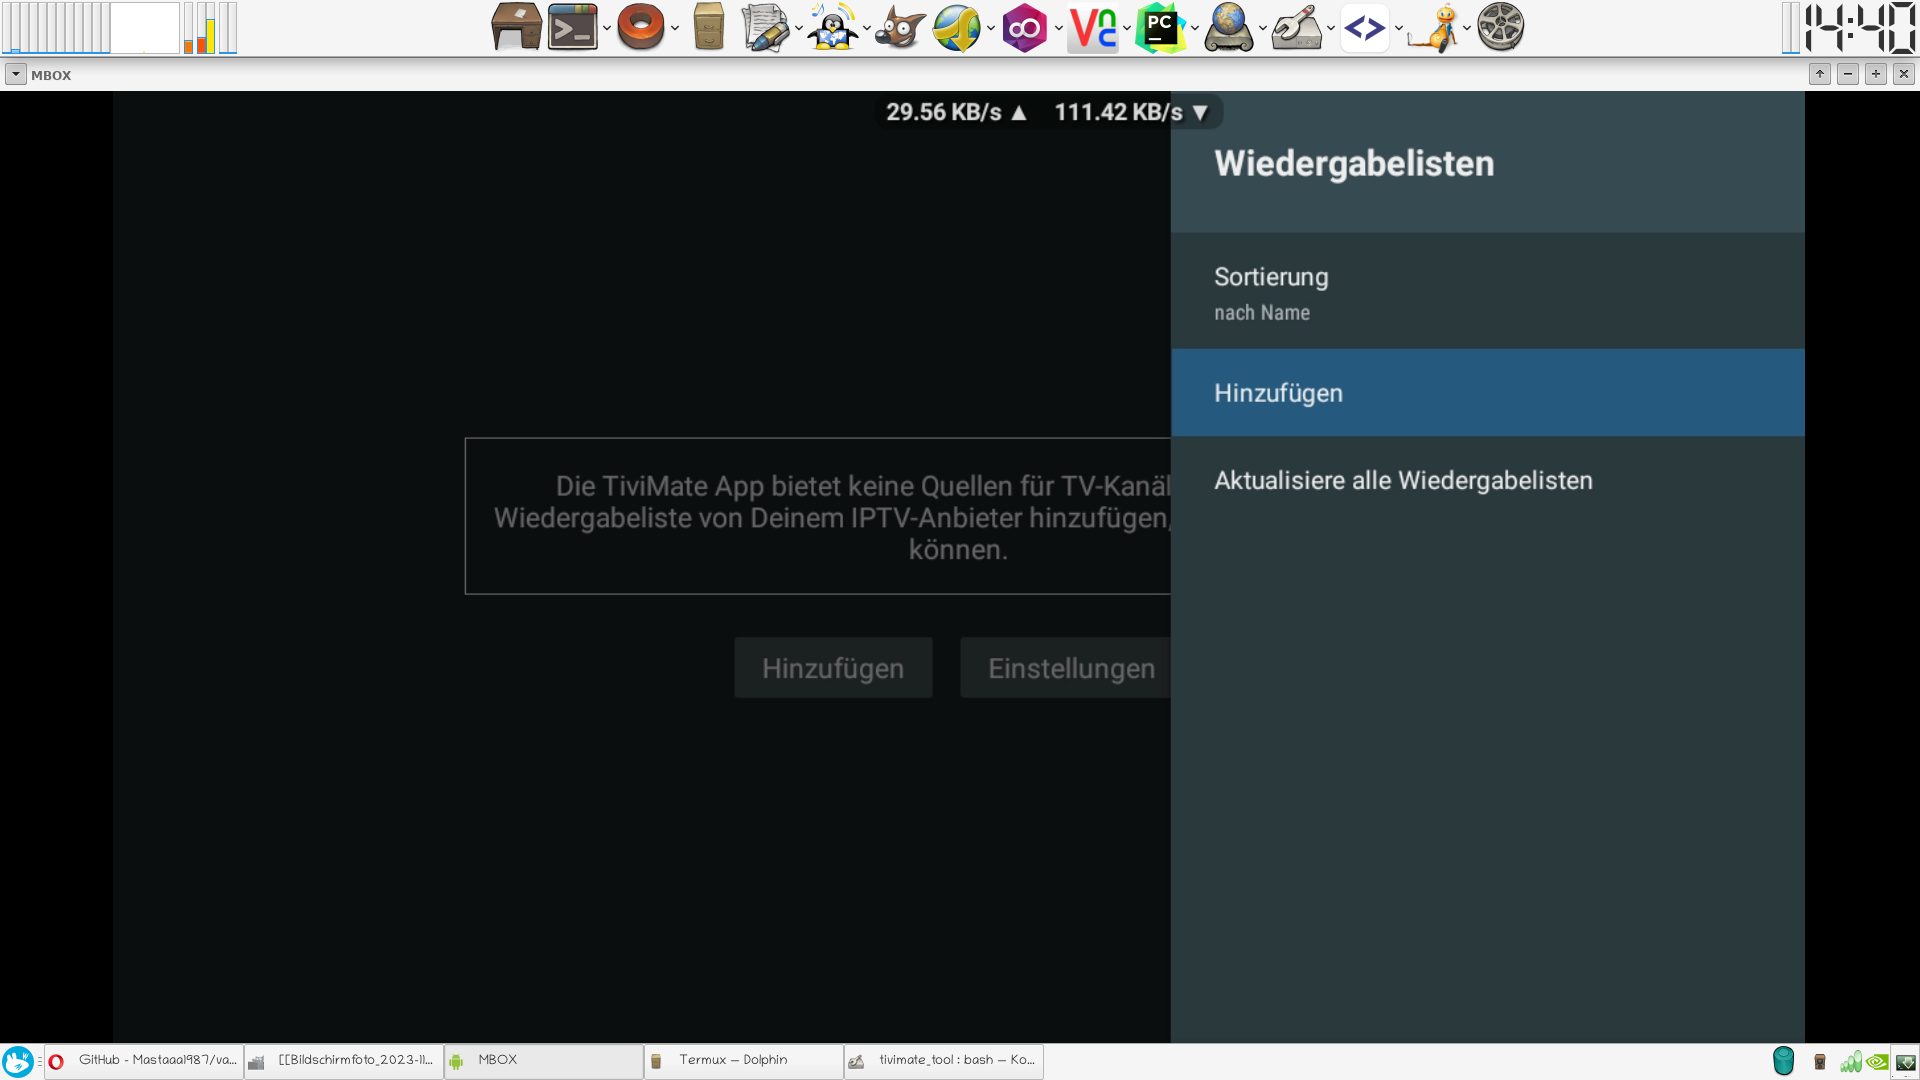 PC
14:40
MBOX
29.56 KB/s ▲ 111.42 KB/s ▼
Wiedergabelisten
Sortierung
nach Name
Hinzufügen
Aktualisiere alle Wiedergabelisten
Die TiviMate App bietet keine Quellen für TV-Kanäl
Wiedergabeliste von Deinem IPTV-Anbieter hinzufügen,
können.
Hinzufügen
Einstellungen
GitHub - Mastaaa1987/va...
[[Bildschirmfoto_2023-11...
MBOX
Termux — Dolphin
tivimate_tool : bash — Ko...